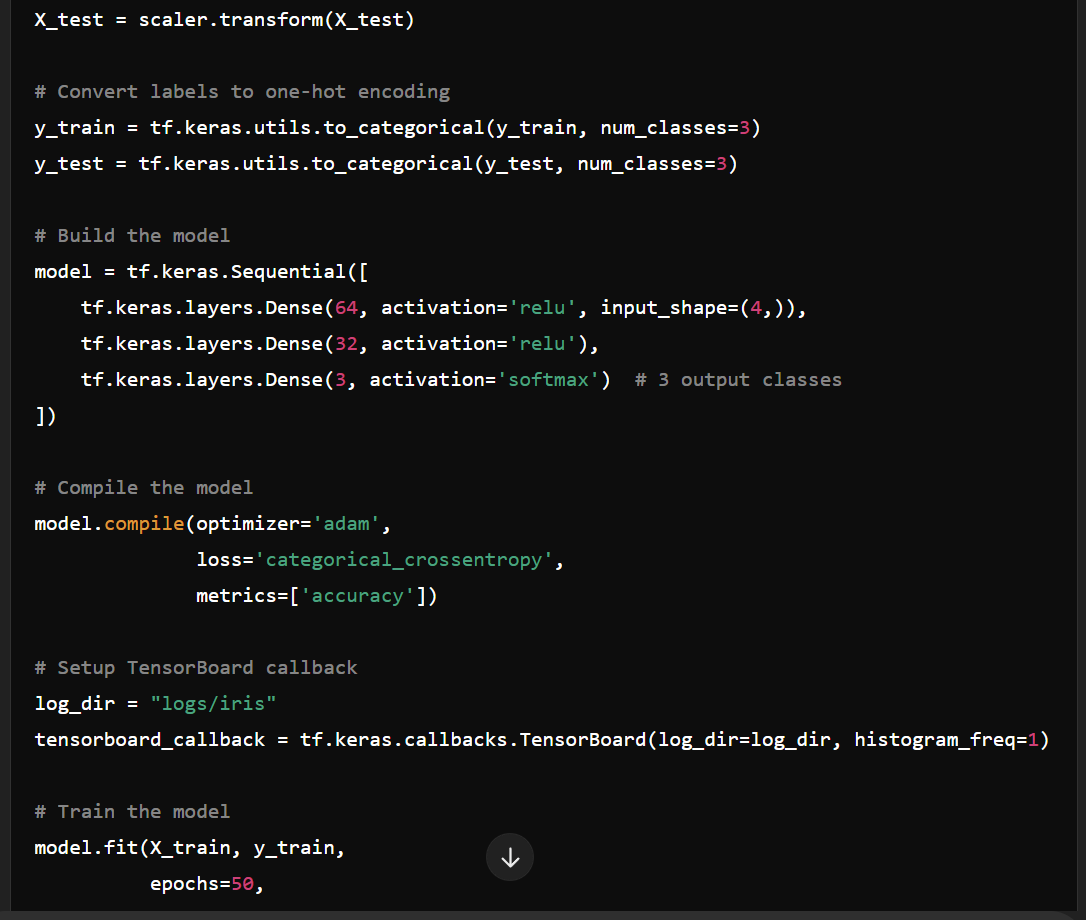 X_test = scaler.transform(X_test)
# Convert labels to one-hot encoding
y_train = tf.keras.utils.to_categorical(y_train, num_classes=3)
y_test = tf.keras.utils.to_categorical(y_test, num_classes=3)
# Build the model
model = tf.keras.Sequential([
    tf.keras.layers.Dense(64, activation='relu', input_shape=(4,)),
    tf.keras.layers.Dense(32, activation='relu'),
    tf.keras.layers.Dense(3, activation='softmax')  # 3 output classes
])
# Compile the model
model.compile(optimizer='adam',
              loss='categorical_crossentropy',
              metrics=['accuracy'])
# Setup TensorBoard callback
log_dir = "logs/iris"
tensorboard_callback = tf.keras.callbacks.TensorBoard(log_dir=log_dir, histogram_freq=1)
# Train the model
model.fit(X_train, y_train,
          epochs=50,